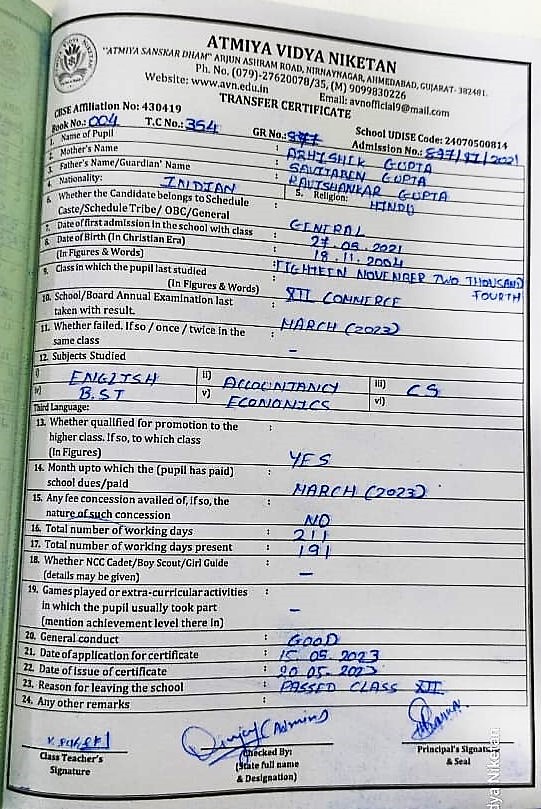 ATMIYA VIDYA NIKETAN
"ATMIYA SANSKAR DHAM" ARJUN ASHRAM ROAD, NIRNAYNAGAR, AHMEDABAD, GUJARAT- 382481.
Ph. No. (079)-27620078/35, (M) 9099830226
Website: www.avn.edu.in Email: avnofficial9@mail.com
TRANSFER CERTIFICATE
CBSE Affiliation No: 430419 School UDISE Code: 24070500814
Book No.: 004 T.C No.: 354 GR No.: 897 Admission No.: 897/XI/2021
1. Name of Pupil : ABHISHEK GUPTA
2. Mother's Name : SAVITABEN GUPTA
3. Father's Name/Guardian' Name : RAVISHANKAR GUPTA
4. Nationality: INDIAN 5. Religion: HINDU
6. Whether the Candidate belongs to Schedule
Caste/Schedule Tribe/ OBC/General : GENERAL
7. Date of first admission in the school with class : 27.09.2021
8. Date of Birth (In Christian Era) : 18.11.2004
(In Figures & Words) : EIGHTEEN NOVEMBER TWO THOUSAND FOURTH
9. Class in which the pupil last studied
(In Figures & Words) : XII COMMERCE
10. School/Board Annual Examination last
taken with result. : MARCH (2023)
11. Whether failed. If so / once / twice in the
same class : -
12. Subjects Studied
i) ENGLISH ii) ACCOUNTANCY iii) CS
iv) B.ST v) ECONONICS vi)
Third Language:
13. Whether qualified for promotion to the :
higher class. If so, to which class
(In Figures) YES
14. Month upto which the (pupil has paid) :
school dues/paid MARCH (2023)
15. Any fee concession availed of, if so, the :
nature of such concession NO
16. Total number of working days : 211
17. Total number of working days present : 191
18. Whether NCC Cadet/Boy Scout/Girl Guide :
(details may be given) -
19. Games played or extra-curricular activities :
in which the pupil usually took part -
(mention achievement level there in)
20. General conduct : GOOD
21. Date of application for certificate : 15.05.2023
22. Date of issue of certificate : 20.05.2023
23. Reason for leaving the school : PASSED CLASS XII
24. Any other remarks :
(Admin)
Class Teacher's
Signature
Checked By:
(State full name
& Designation)
Principal's Signatu
& Seal
dya Niketan